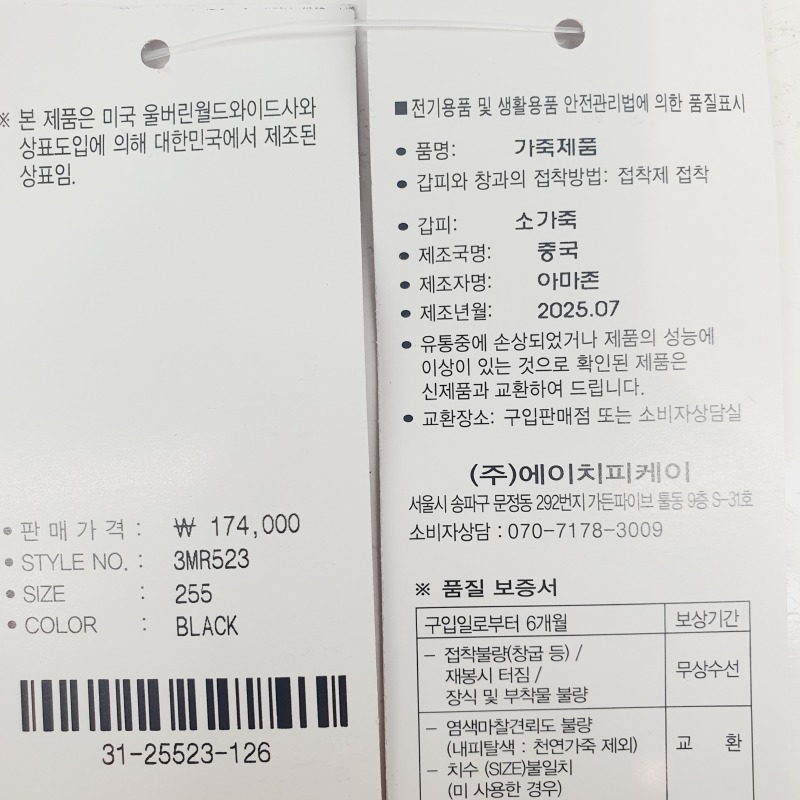 ※ 본 제품은 미국 울버린월드와이드사와
상표도입에 의해 대한민국에서 제조된
상표임.
• 판매가격 : ₩ 174,000
• STYLE NO. : 3MR523
• SIZE : 255
• COLOR : BLACK
31-25523-126
■ 전기용품 및 생활용품 안전관리법에 의한 품질표시
• 품명: 가죽제품
• 갑피와 창과의 접착방법: 접착제 접착
• 갑피: 소가죽
• 제조국명: 중국
• 제조자명: 아마존
• 제조년월: 2025.07
• 유통중에 손상되었거나 제품의 성능에
이상이 있는 것으로 확인된 제품은
신제품과 교환하여 드립니다.
• 교환장소: 구입판매점 또는 소비자상담실
(주)에이치피케이
서울시 송파구 문정동 292번지 가든파이브 툴동 9층 S-31호
소비자상담 : 070-7178-3009
※ 품질 보증서
구입일로부터 6개월 보상기간
- 접착불량(창굽 등) /
재봉시 터짐 / 무상수선
장식 및 부착물 불량
- 염색마찰견뢰도 불량
(내피탈색 : 천연가죽 제외) 교 환
- 치수 (SIZE)불일치
(미 사용한 경우)